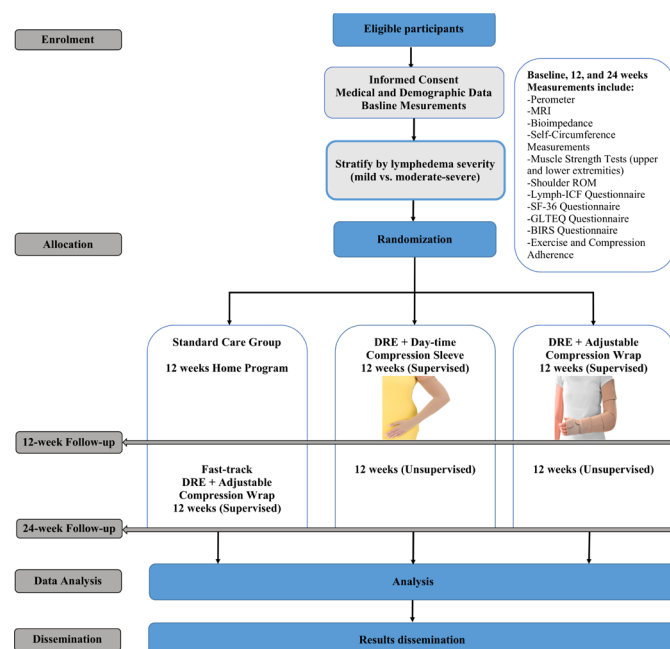 Enrolment
Eligible participants
Informed Consent
Medical and Demographic Data
Basline Mesurements
Baseline, 12, and 24 weeks
Measurements include:
-Perometer
-MRI
-Bioimpedance
-Self-Circumference
Measurements
-Muscle Strength Tests (upper
and lower extremities)
-Shoulder ROM
-Lymph-ICF Questionnaire
-SF-36 Questionnaire
-GLTEQ Questionnaire
-BIRS Questionnaire
-Exercise and Compression
Adherence
Stratify by lymphedema severity
(mild vs. moderate-severe)
Allocation
Randomization
Standard Care Group
12 weeks Home Program
DRE + Day-time
Compression Sleeve
12 weeks (Supervised)
DRE + Adjustable
Compression Wrap
12 weeks (Supervised)
12-week Follow-up
Fast-track
DRE + Adjustable
Compression Wrap
12 weeks (Supervised)
12 weeks (Unsupervised)
12 weeks (Unsupervised)
24-week Follow-up
Data Analysis
Analysis
Dissemination
Results dissemination